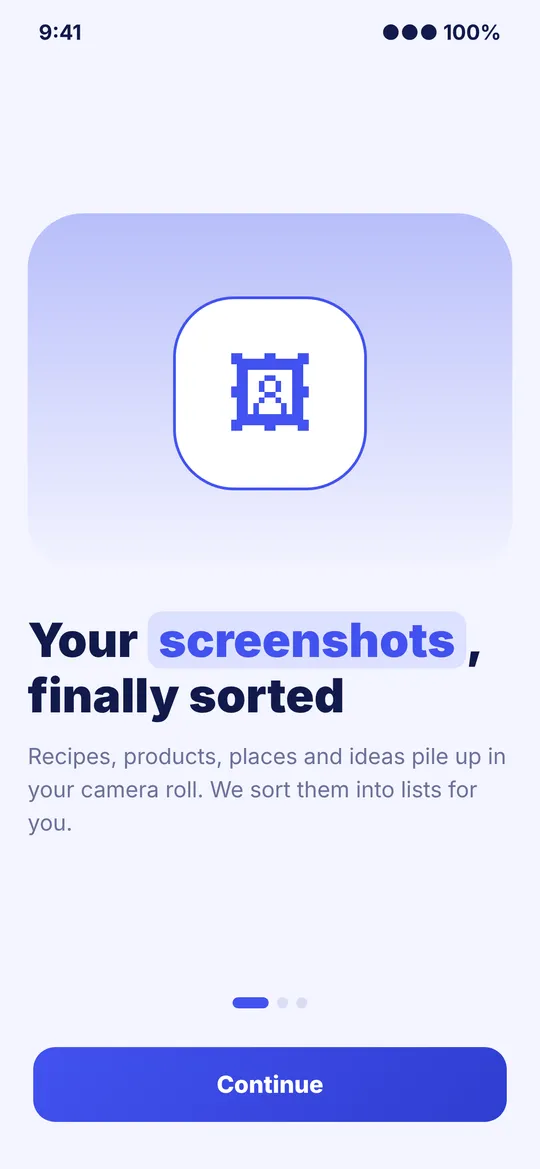 9:41
100%
Your screenshots,
finally sorted
Recipes, products, places and ideas pile up in
your camera roll. We sort them into lists for
you.
Continue